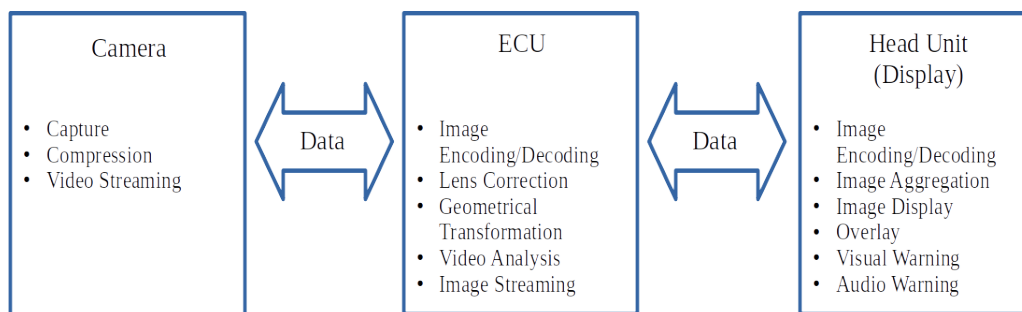 Camera
• Capture
• Compression
• Video Streaming
Data
ECU
• Image
Encoding/Decoding
• Lens Correction
• Geometrical
Transformation
• Video Analysis
• Image Streaming
Data
Head Unit
(Display)
• Image
Encoding/Decoding
• Image Aggregation
• Image Display
• Overlay
• Visual Warning
• Audio Warning